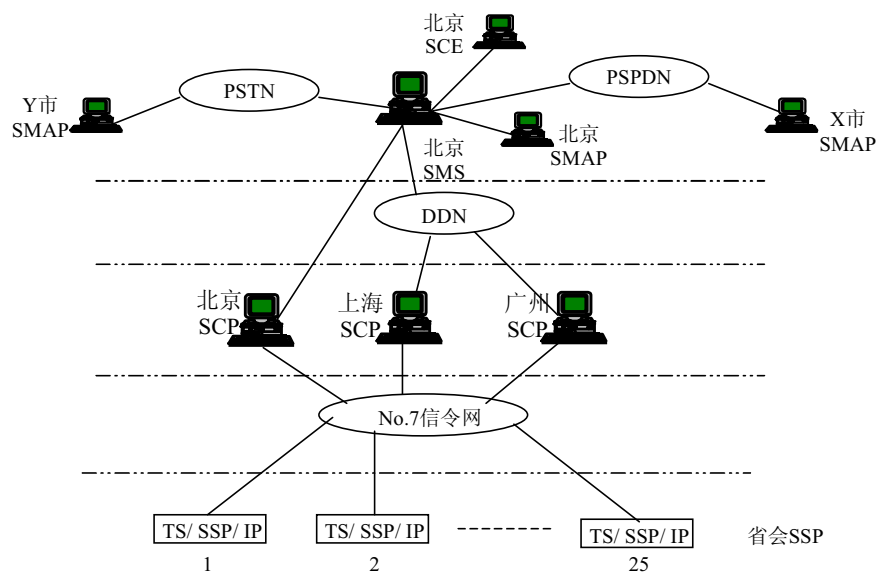 北京
SCE
PSTN
PSPDN
Y市
SMAP
X市
SMAP
北京
SMAP
北京
SMS
DDN
北京
SCP
上海
SCP
广州
SCP
No.7信令网
TS/ SSP/ IP
TS/ SSP/ IP
TS/ SSP/ IP
省会SSP
1
2
25